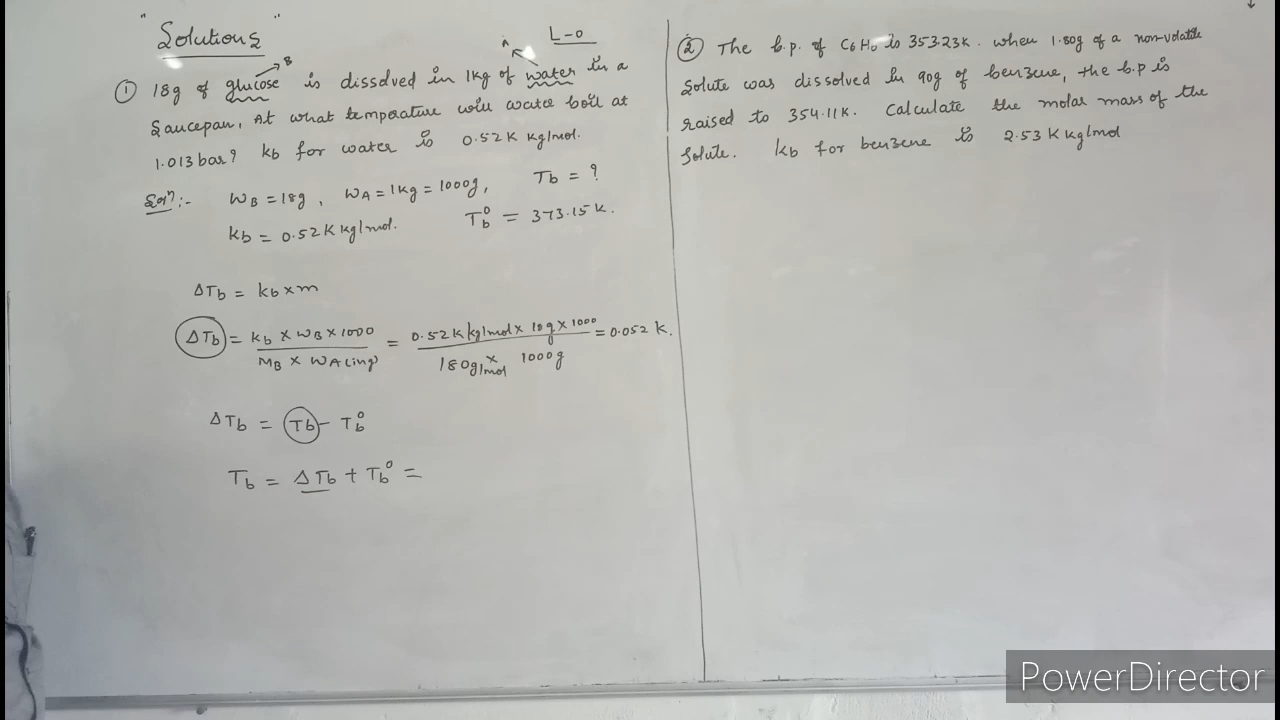 "Solutions"
L-0
A
B
① 18g of glucose is dissolved in 1kg of water in a
Saucepan, At what temperature will water boil at
1.013 bar? kb for water is 0.52 K kg/mol.
Soln:- WB = 18g, WA = 1kg = 1000g, Tb = ?
kb = 0.52 K kg/mol. Tb° = 373.15 K.
ΔTb = kb × m
ΔTb = kb × WB × 1000 / MB × WA (in g) = 0.52 K kg/mol × 18g × 1000 / 180g/mol × 1000g = 0.052 K.
ΔTb = Tb - Tb°
Tb = ΔTb + Tb° =
② The b.p. of C6H6 is 353.23K. when 1.80g of a non-volatile
Solute was dissolved in 90g of benzene, the b.p is
raised to 354.11K. Calculate the molar mass of the
Solute. kb for benzene is 2.53 K kg/mol
PowerDirector